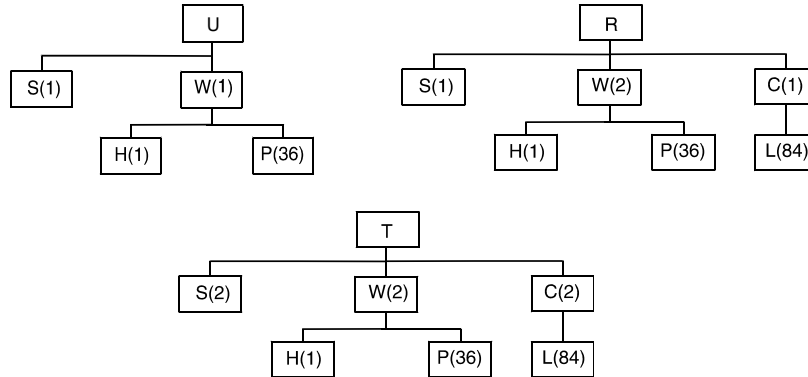 U R
S(1) W(1) S(1) W(2) C(1)
H(1) P(36) H(1) P(36) L(84)
T
S(2) W(2) C(2)
H(1) P(36) L(84)